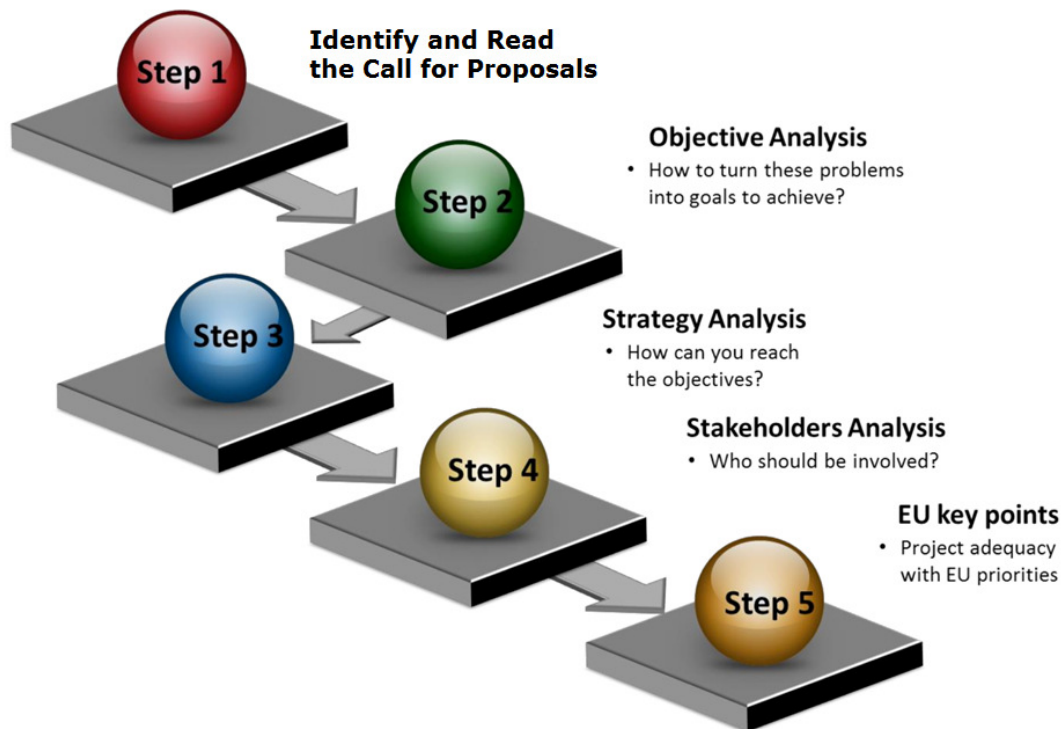 Step 1
Identify and Read
the Call for Proposals
Step 2
Objective Analysis
• How to turn these problems
into goals to achieve?
Step 3
Strategy Analysis
• How can you reach
the objectives?
Step 4
Stakeholders Analysis
• Who should be involved?
Step 5
EU key points
• Project adequacy
with EU priorities